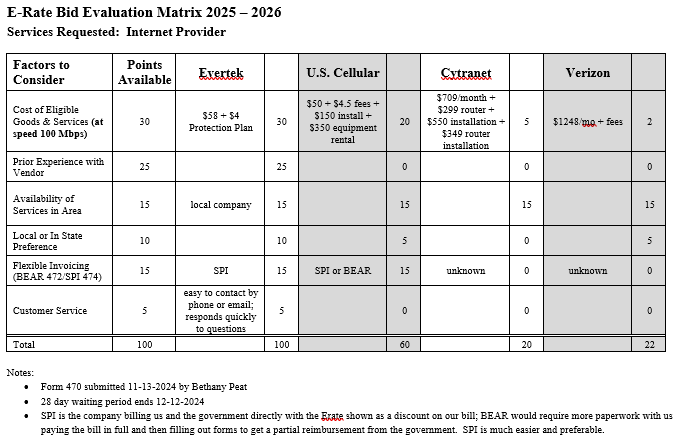 E-Rate Bid Evaluation Matrix 2025 – 2026
Services Requested:  Internet Provider
Factors to Consider | Points Available | Evertek | | U.S. Cellular | | Cytranet | | Verizon |
Cost of Eligible Goods & Services (at speed 100 Mbps) | 30 | $58 + $4 Protection Plan | 30 | $50 + $4.5 fees + $150 install + $350 equipment rental | 20 | $709/month + $299 router + $550 installation + $349 router installation | 5 | $1248/mo + fees | 2
Prior Experience with Vendor | 25 | | 25 | | 0 | | 0 | | 0
Availability of Services in Area | 15 | local company | 15 | | 15 | | 15 | | 15
Local or In State Preference | 10 | | 10 | | 5 | | 0 | | 5
Flexible Invoicing (BEAR 472/SPI 474) | 15 | SPI | 15 | SPI or BEAR | 15 | unknown | 0 | unknown | 0
Customer Service | 5 | easy to contact by phone or email; responds quickly to questions | 5 | | 0 | | 0 | | 0
Total | 100 | | 100 | | 60 | | 20 | | 22
Notes:
• Form 470 submitted 11-13-2024 by Bethany Peat
• 28 day waiting period ends 12-12-2024
• SPI is the company billing us and the government directly with the Erate shown as a discount on our bill; BEAR would require more paperwork with us
paying the bill in full and then filling out forms to get a partial reimbursement from the government.  SPI is much easier and preferable.